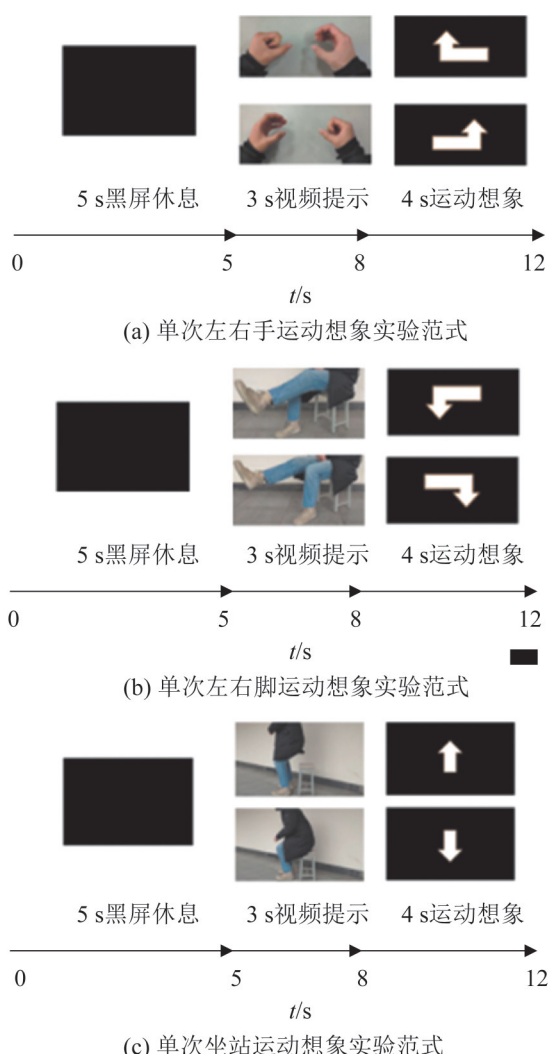 5 s黑屏休息 3 s视频提示 4 s运动想象
0 5 8 12
t/s
(a) 单次左右手运动想象实验范式
5 s黑屏休息 3 s视频提示 4 s运动想象
0 5 8 12
t/s
(b) 单次左右脚运动想象实验范式
5 s黑屏休息 3 s视频提示 4 s运动想象
0 5 8 12
t/s
(c) 单次坐站运动想象实验范式